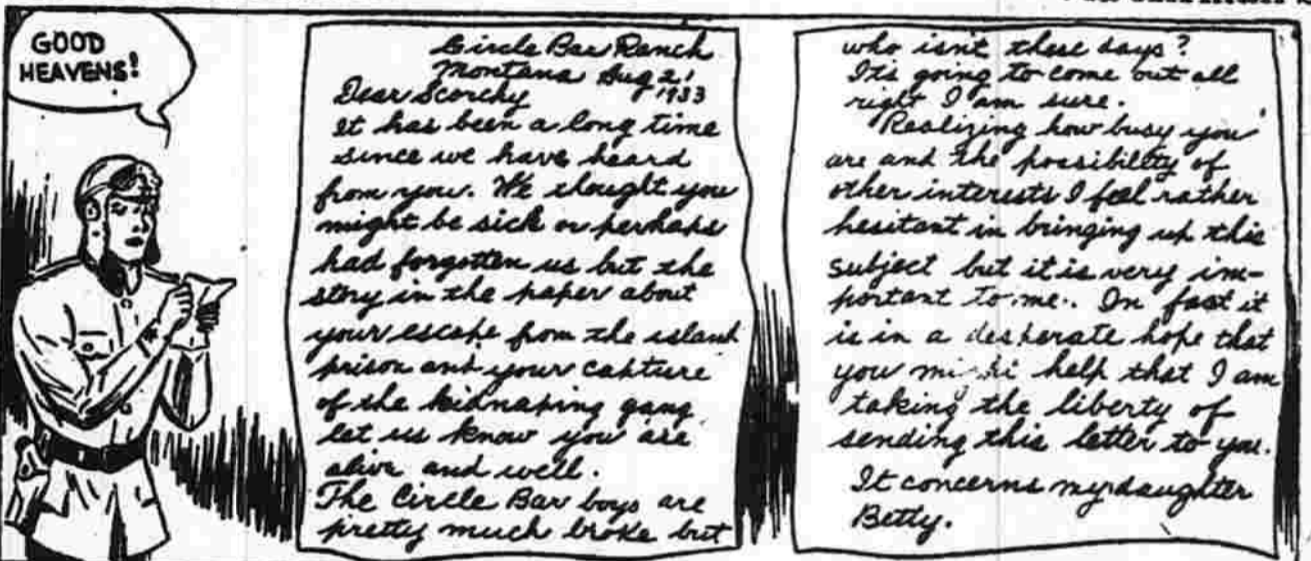 GOOD
HEAVENS!
Circle Bar Ranch
Montana Aug 2,
1933
Dear Scorchy
It has been a long time
since we have heard
from you. We thought you
might be sick or perhaps
had forgotten us but the
story in the paper about
your escape from the island
prison and your capture
of the kidnaping gang
let us know you are
alive and well.
The Circle Bar boys are
pretty much broke but
who isn't these days?
It's going to come out all
right I am sure.
Realizing how busy you
are and the possibility of
other interests I feel rather
hesitant in bringing up this
subject but it is very im-
portant to me. In fact it
is in a desperate hope that
you might help that I am
taking the liberty of
sending this letter to you.
It concerns my daughter
Betty.